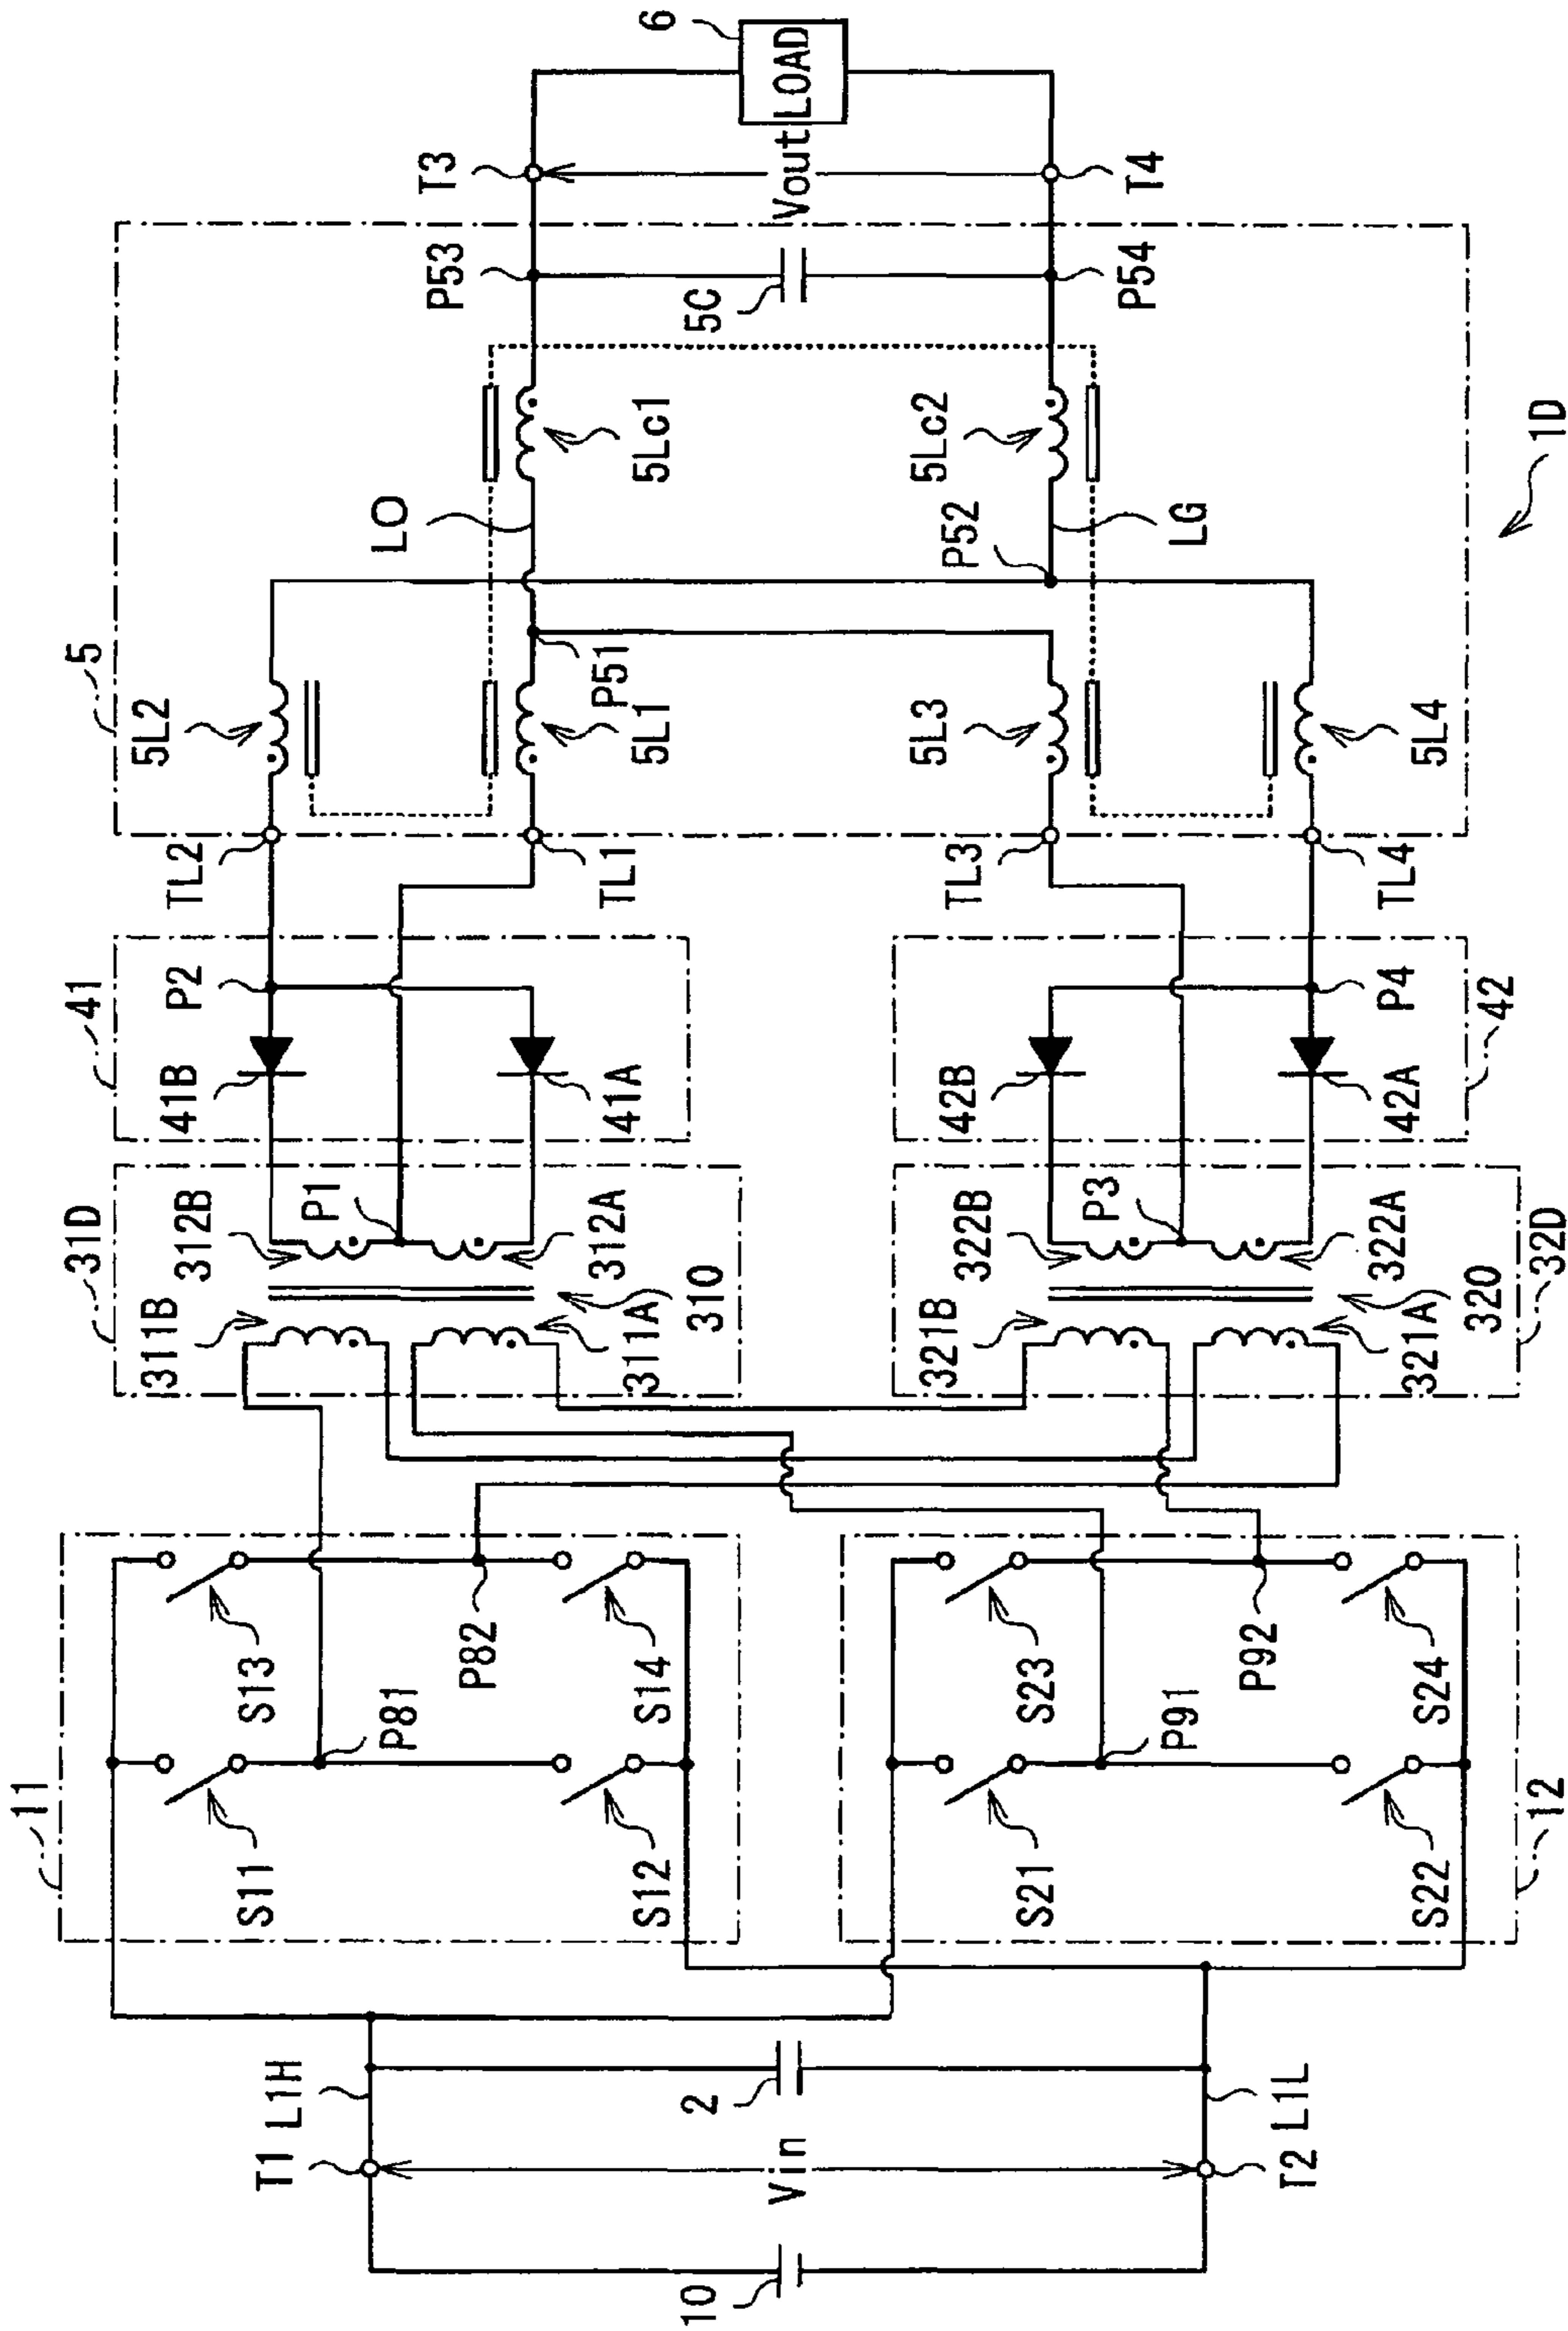 10
Vin
T1
L1H
2
T2
L1L
11
S11
S13
P81
P82
S12
S14
12
S21
S23
P91
P92
S22
S24
31D
311B
312B
P1
311A
312A
310
32D
321B
322B
P3
321A
322A
320
41
41B
P2
41A
42
42B
42A
P4
TL2
TL1
TL3
TL4
5
5L2
5L1
P51
5L3
5L4
LO
P52
LG
5Lc1
5Lc2
P53
5C
P54
T3
Vout
T4
6
LOAD
1D